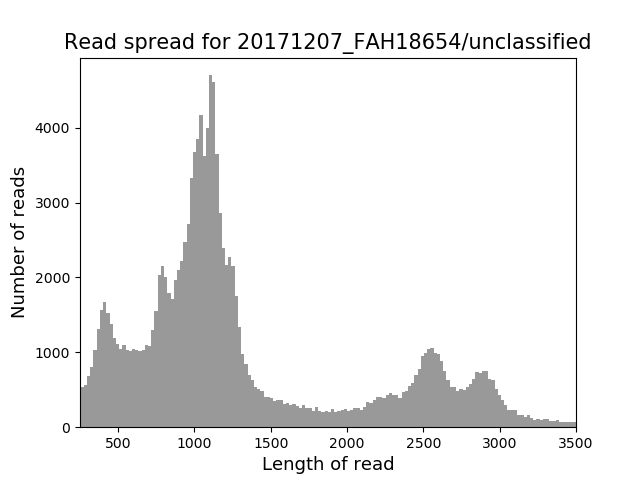 Read spread for 20171207_FAH18654/unclassified
Number of reads
4000
3000
2000
1000
0
500 1000 1500 2000 2500 3000 3500
Length of read